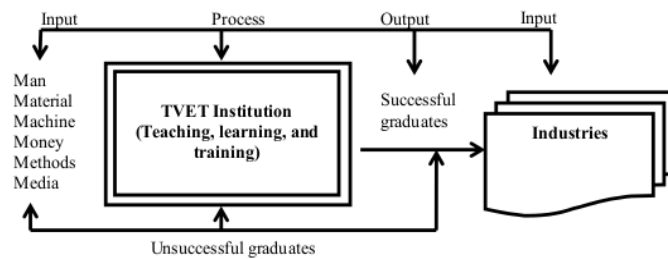 Input Process Output Input
Man
Material
Machine
Money
Methods
Media
TVET Institution
(Teaching, learning, and
training)
Successful
graduates
Industries
Unsuccessful graduates